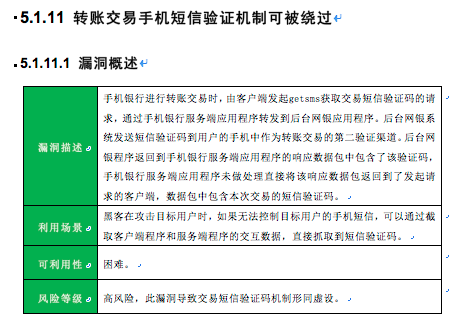 5.1.11 转账交易手机短信验证机制可被绕过
5.1.11.1 漏洞概述
漏洞描述
手机银行进行转账交易时,由客户端发起getsms获取交易短信验证码的请
求,通过手机银行服务端应用程序转发到后台网银应用程序。后台网银系
统发送短信验证码到用户的手机中作为转账交易的第二验证渠道。后台网
银程序返回到手机银行服务端应用程序的响应数据包中包含了该验证码,
手机银行服务端应用程序未做处理直接将该响应数据包返回到了发起请
求的客户端,数据包中包含本次交易的短信验证码。
利用场景
黑客在攻击目标用户时,如果无法控制目标用户的手机短信,可以通过截
取客户端程序和服务端程序的交互数据,直接抓取到短信验证码。
可利用性
困难。
风险等级
高风险,此漏洞导致交易短信验证码机制形同虚设。